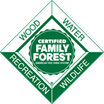 WOOD
WATER
CERTIFIED
FAMILY
FOREST
RECREATION
WILDLIFE